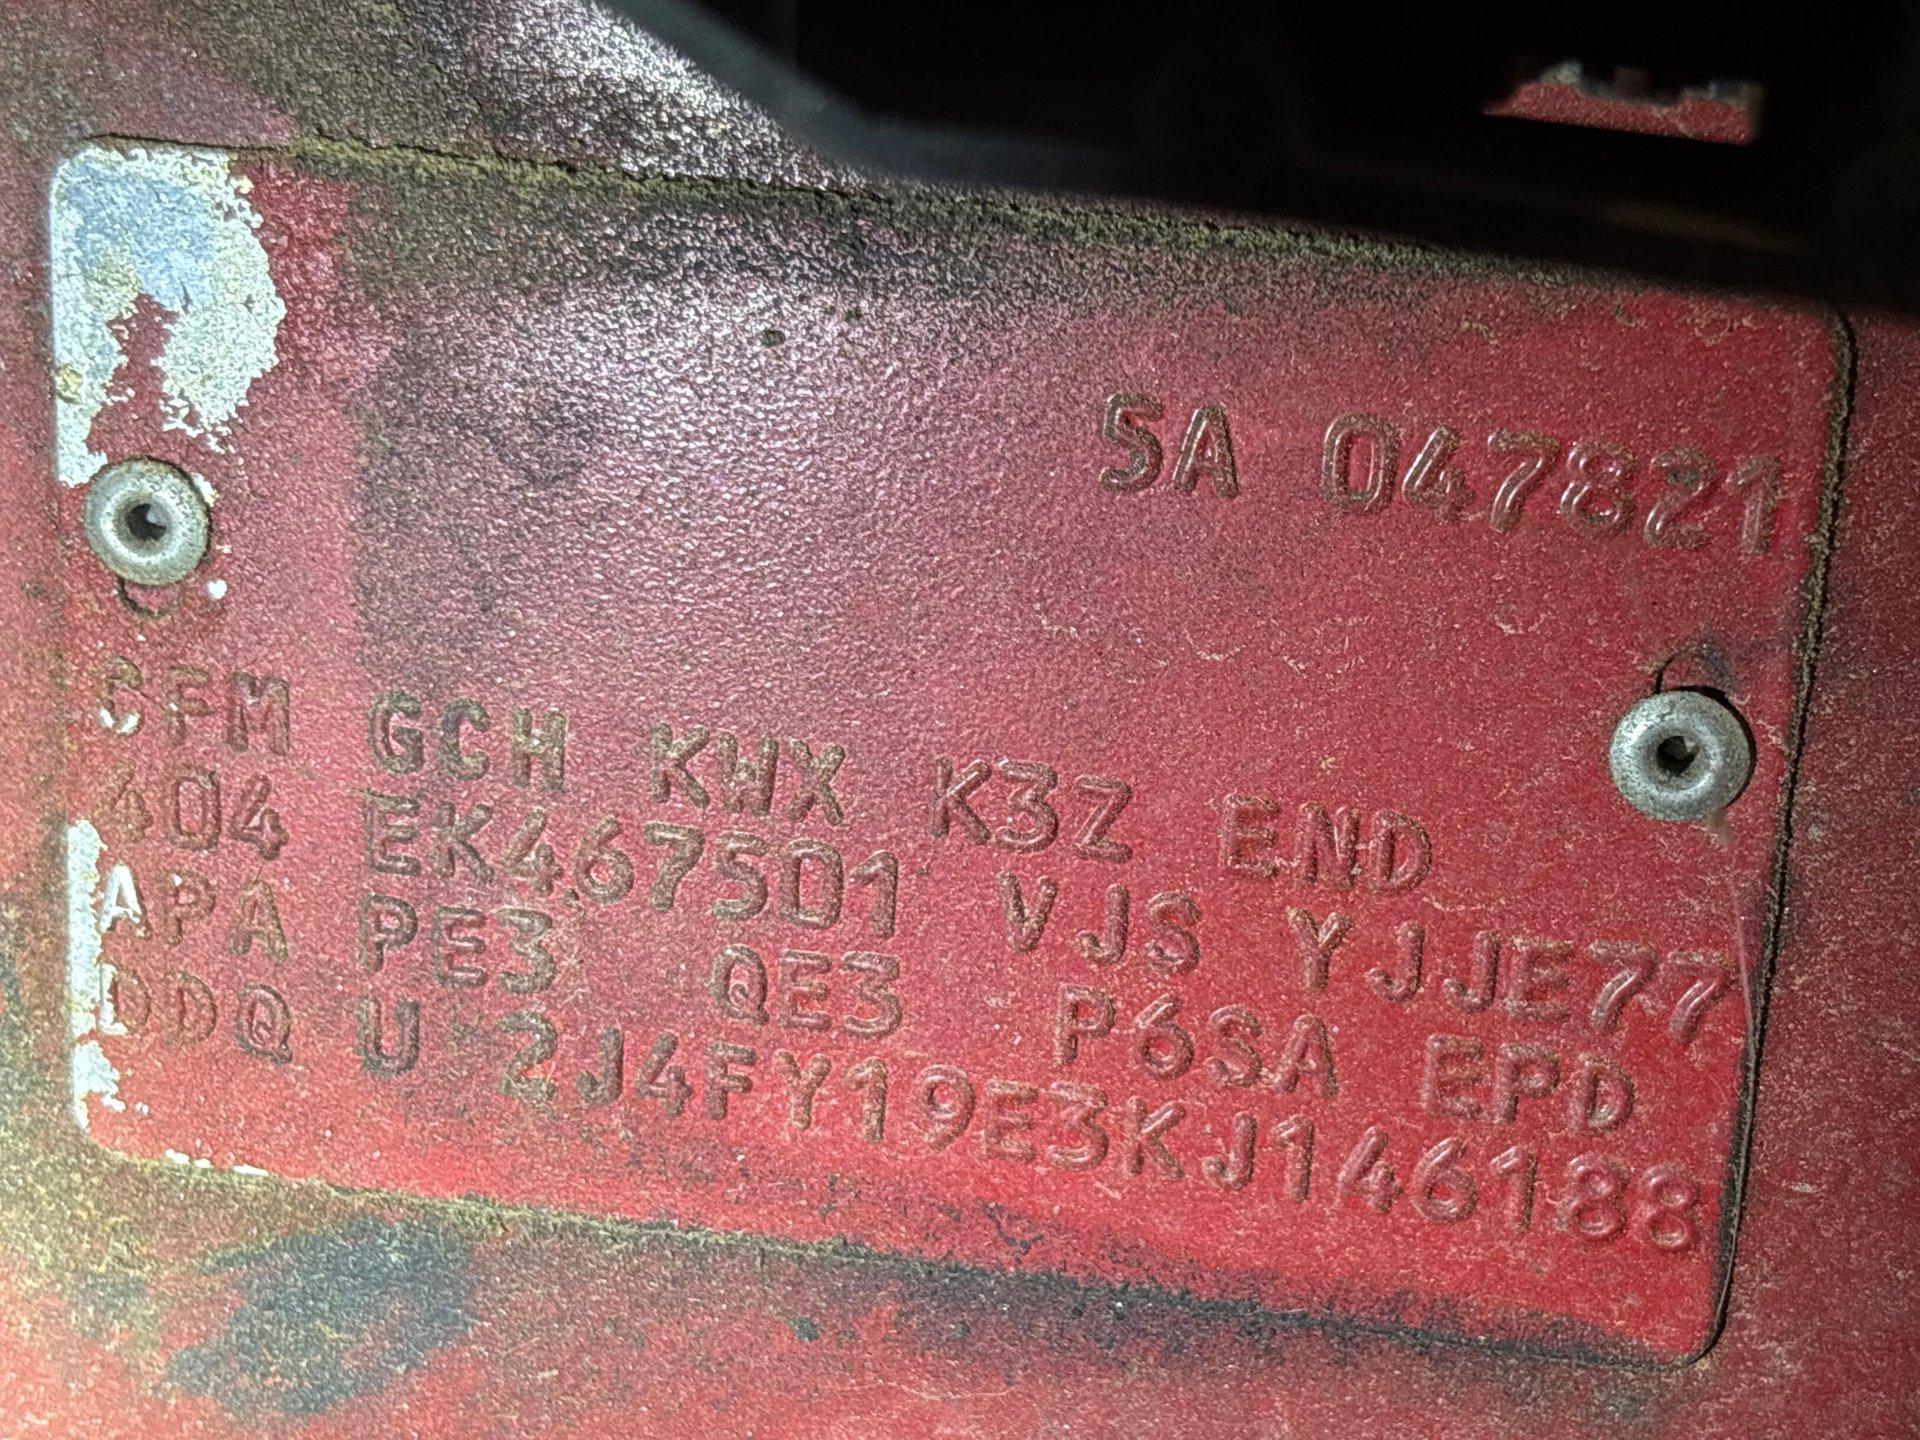 5A 047821
CFM GCH KWX K3Z END
404 EK467501 VJS YJJE77
APA PE3 QE3 P6SA EPD
DDQ U 2J4FY19E3KJ146188